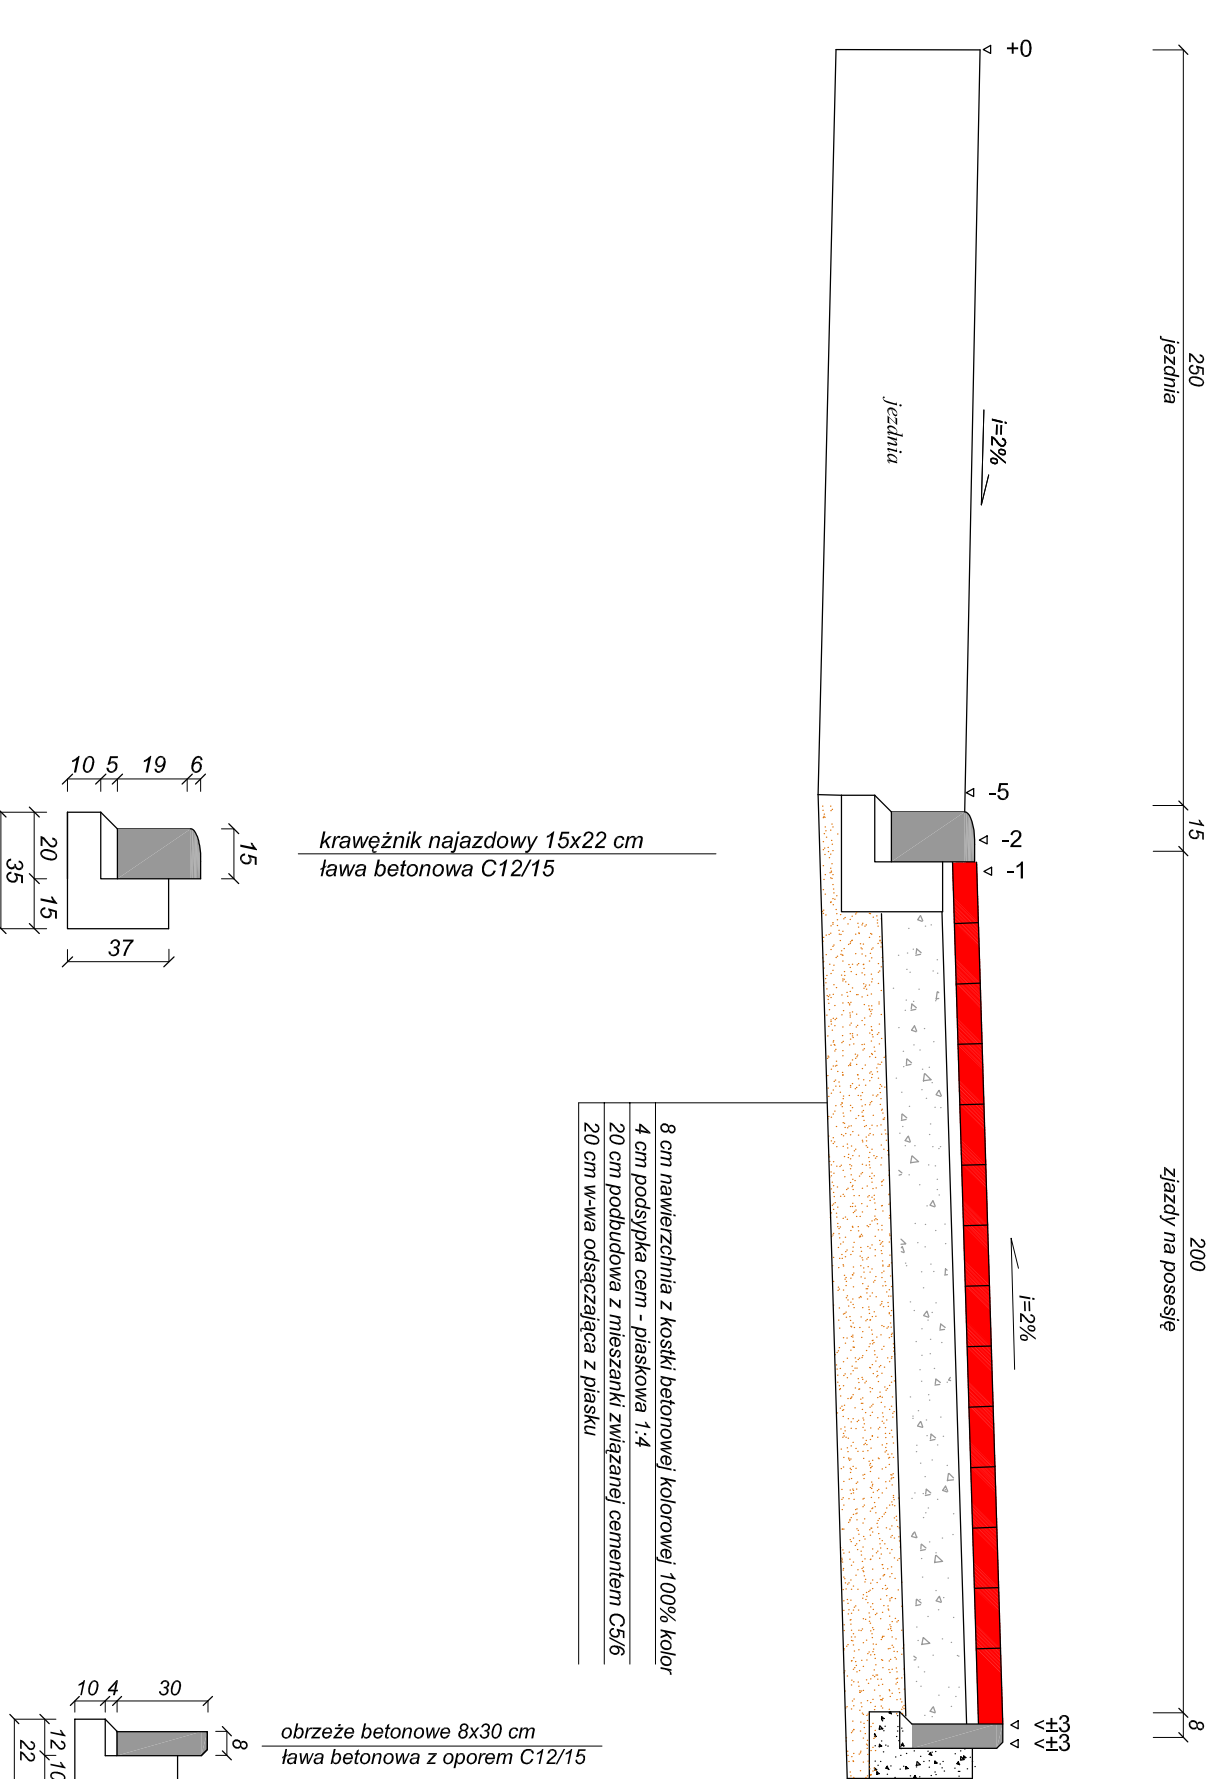 +0
250
jezdnia
i=2%
jezdnia
-5
15
-2
-1
10 5 19 6
15
20 15
35
37
krawężnik najazdowy 15x22 cm
ława betonowa C12/15
200
zjazdy na posesję
i=2%
8 cm nawierzchnia z kostki betonowej kolorowej 100% kolor
4 cm podsypka cem - piaskowa 1:4
20 cm podbudowa z mieszanki związanej cementem C5/6
20 cm w-wa odsączająca z piasku
8
<±3
<±3
10 4 30
8
12 10
22
obrzeże betonowe 8x30 cm
ława betonowa z oporem C12/15